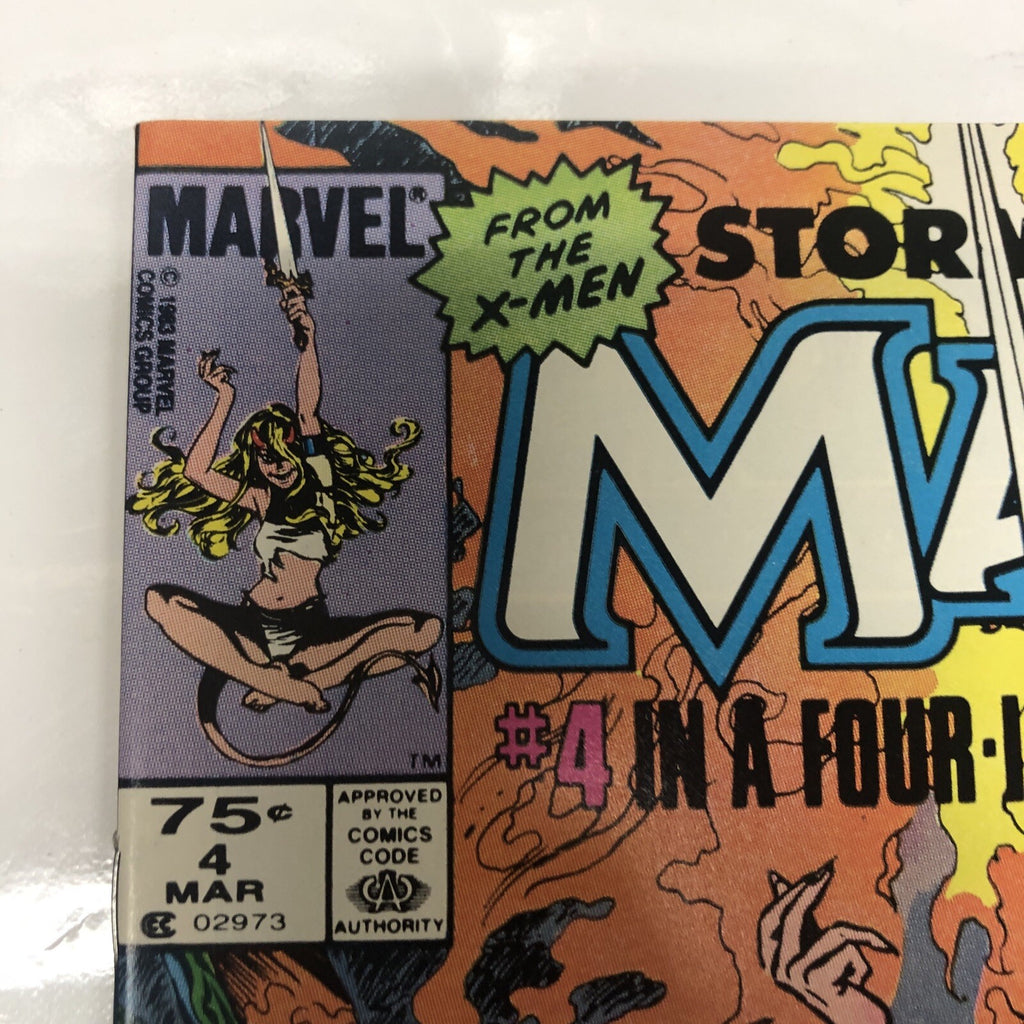 MARVEL®
© 1983 MARVEL
COMICS GROUP
FROM
THE
X-MEN
STOR
MA
#4 IN A FOUR-
TM
75¢
4
MAR
CC 02973
APPROVED
BY THE
COMICS
CODE
CA
AUTHORITY